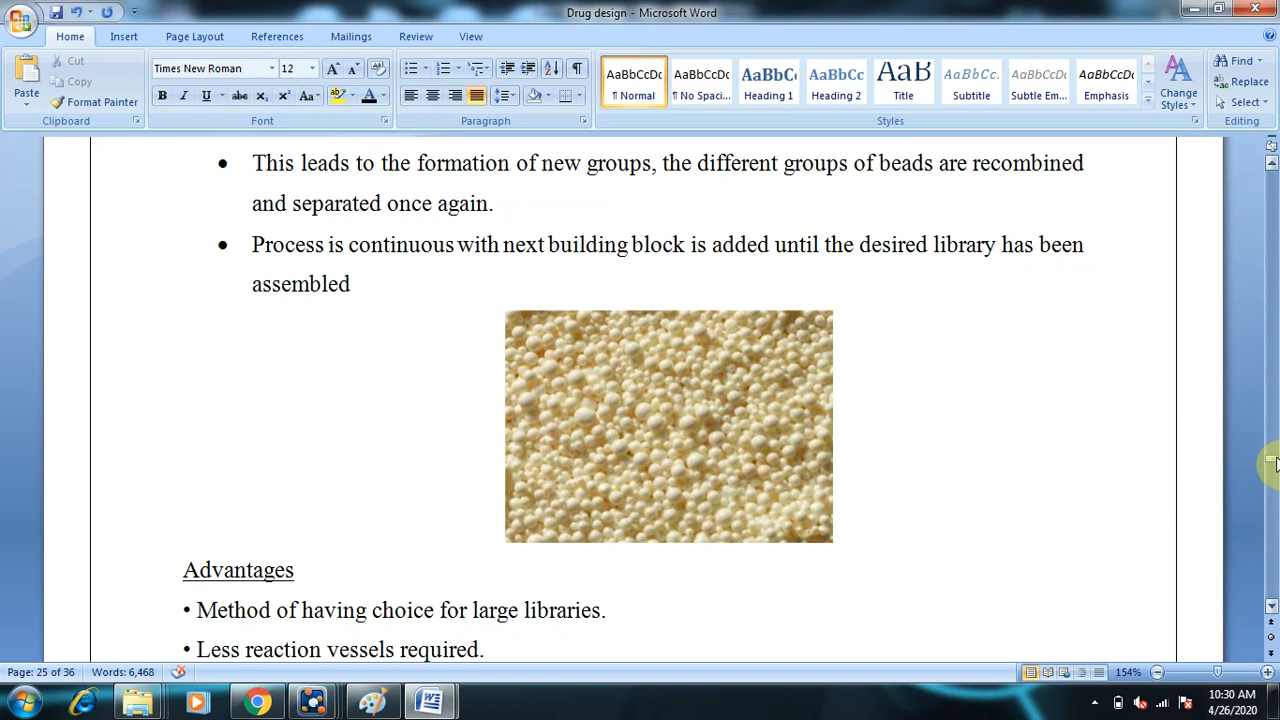 Drug design - Microsoft Word
Home Insert Page Layout References Mailings Review View
Paste
Cut
Copy
Format Painter
Clipboard
Times New Roman 12
Font
Paragraph
AaBbCcDc AaBbCcDc AaBbC AaBbCc AaB AaBbCc. AaBbCcDc AaBbCcDc
¶ Normal ¶ No Spaci... Heading 1 Heading 2 Title Subtitle Subtle Em... Emphasis
Change Styles
Styles
Find
Replace
Select
Editing
• This leads to the formation of new groups, the different groups of beads are recombined
and separated once again.
• Process is continuous with next building block is added until the desired library has been
assembled
Advantages
• Method of having choice for large libraries.
• Less reaction vessels required.
Page: 25 of 36 Words: 6,468 154%
10:30 AM
4/26/2020